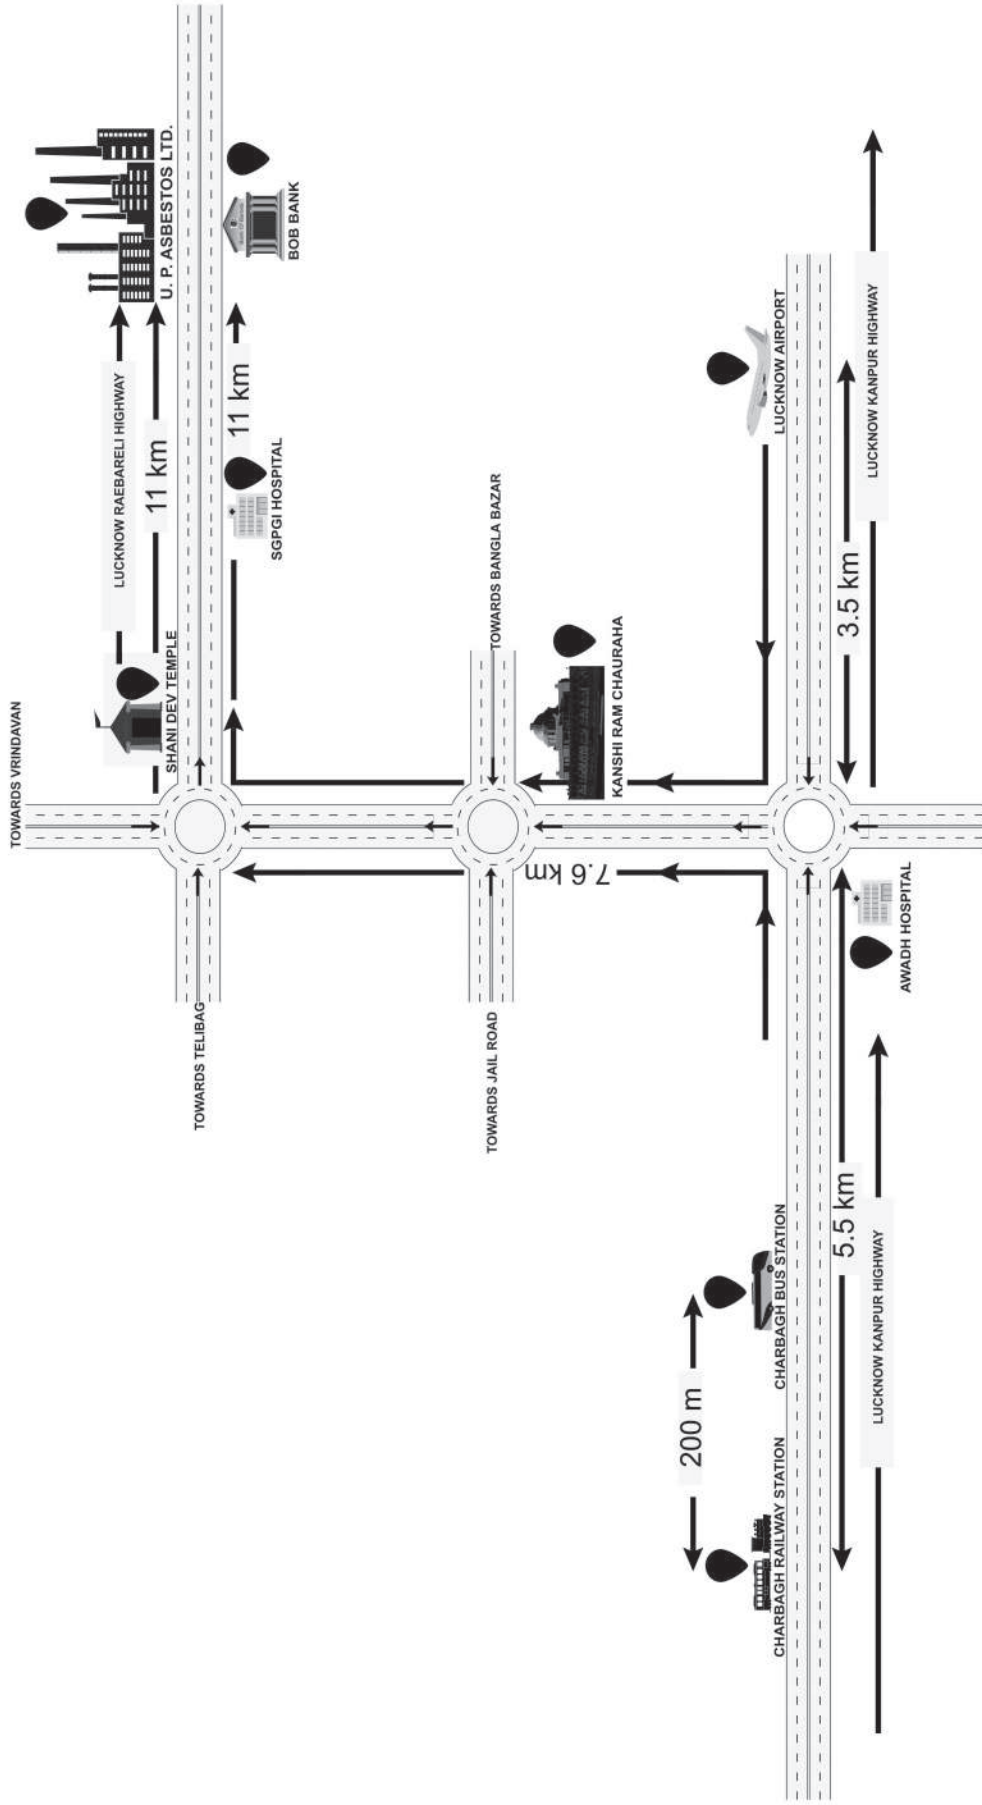 TOWARDS VRINDAVAN
LUCKNOW RAEBARELI HIGHWAY
11 km
U. P. ASBESTOS LTD.
SHANI DEV TEMPLE
BOB BANK
11 km
SGPGI HOSPITAL
TOWARDS TELIBAG
TOWARDS BANGLA BAZAR
TOWARDS JAIL ROAD
KANSHI RAM CHAURAHA
7.6 km
LUCKNOW AIRPORT
3.5 km
LUCKNOW KANPUR HIGHWAY
AWADH HOSPITAL
200 m
CHARBAGH BUS STATION
CHARBAGH RAILWAY STATION
5.5 km
LUCKNOW KANPUR HIGHWAY